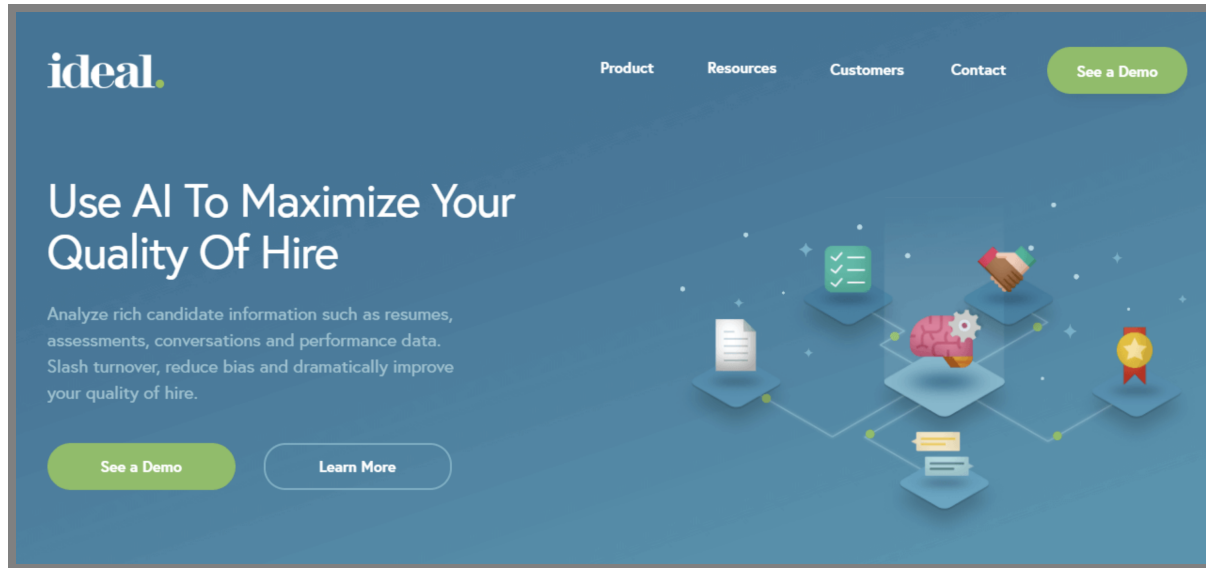 ideal.
Product Resources Customers Contact See a Demo
Use AI To Maximize Your
Quality Of Hire
Analyze rich candidate information such as resumes,
assessments, conversations and performance data.
Slash turnover, reduce bias and dramatically improve
your quality of hire.
See a Demo Learn More